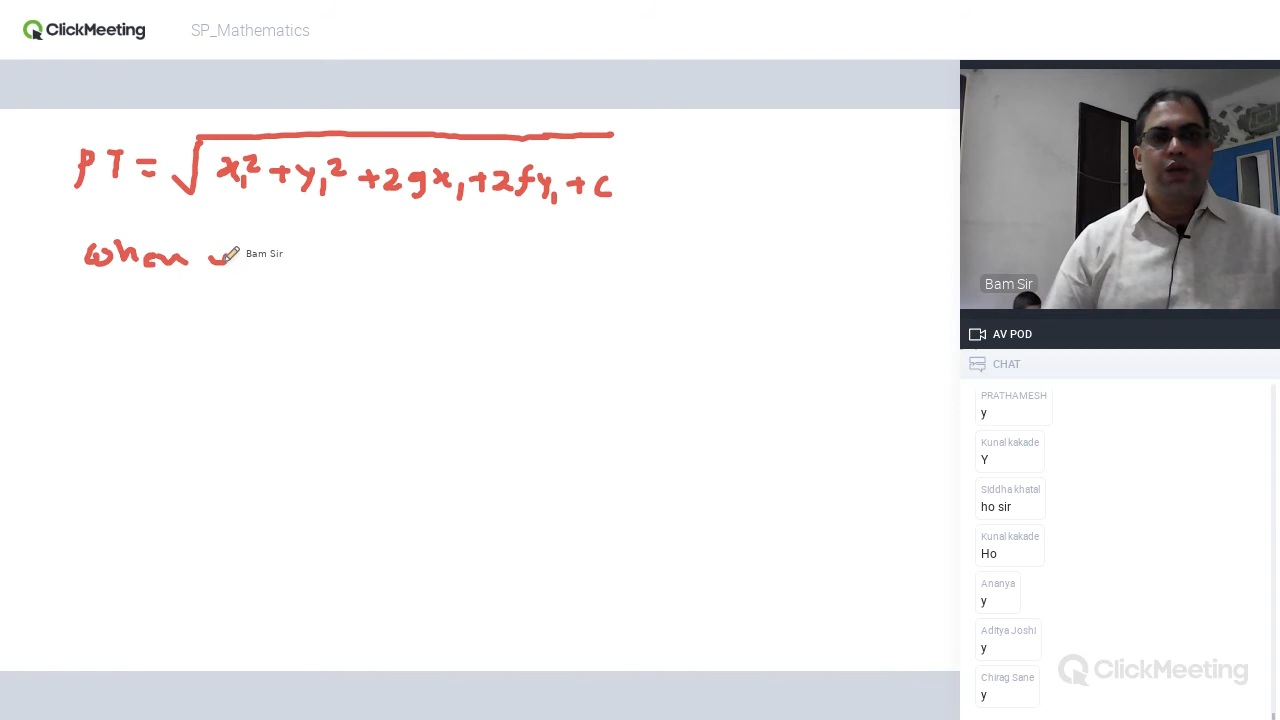 ClickMeeting
SP_Mathematics
PT = √(x₁² + y₁² + 2gx₁ + 2fy₁ + c)
when
Bam Sir
Bam Sir
AV POD
CHAT
PRATHAMESH
y
Kunal kakade
Y
Siddha khatal
ho sir
Kunal kakade
Ho
Ananya
y
Aditya Joshi
y
Chirag Sane
y
ClickMeeting